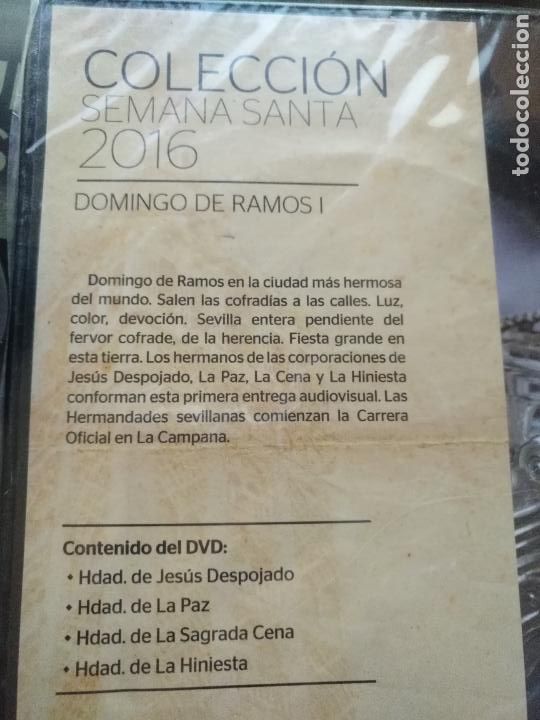 COLECCIÓN
SEMANA SANTA
2016
DOMINGO DE RAMOS I
Domingo de Ramos en la ciudad más hermosa
del mundo. Salen las cofradías a las calles. Luz,
color, devoción. Sevilla entera pendiente del
fervor cofrade, de la herencia. Fiesta grande en
esta tierra. Los hermanos de las corporaciones de
Jesús Despojado, La Paz, La Cena y La Hiniesta
conforman esta primera entrega audiovisual. Las
Hermandades sevillanas comienzan la Carrera
Oficial en La Campana.
Contenido del DVD:
• Hdad. de Jesús Despojado
• Hdad. de La Paz
• Hdad. de La Sagrada Cena
• Hdad. de La Hiniesta
todocoleccion